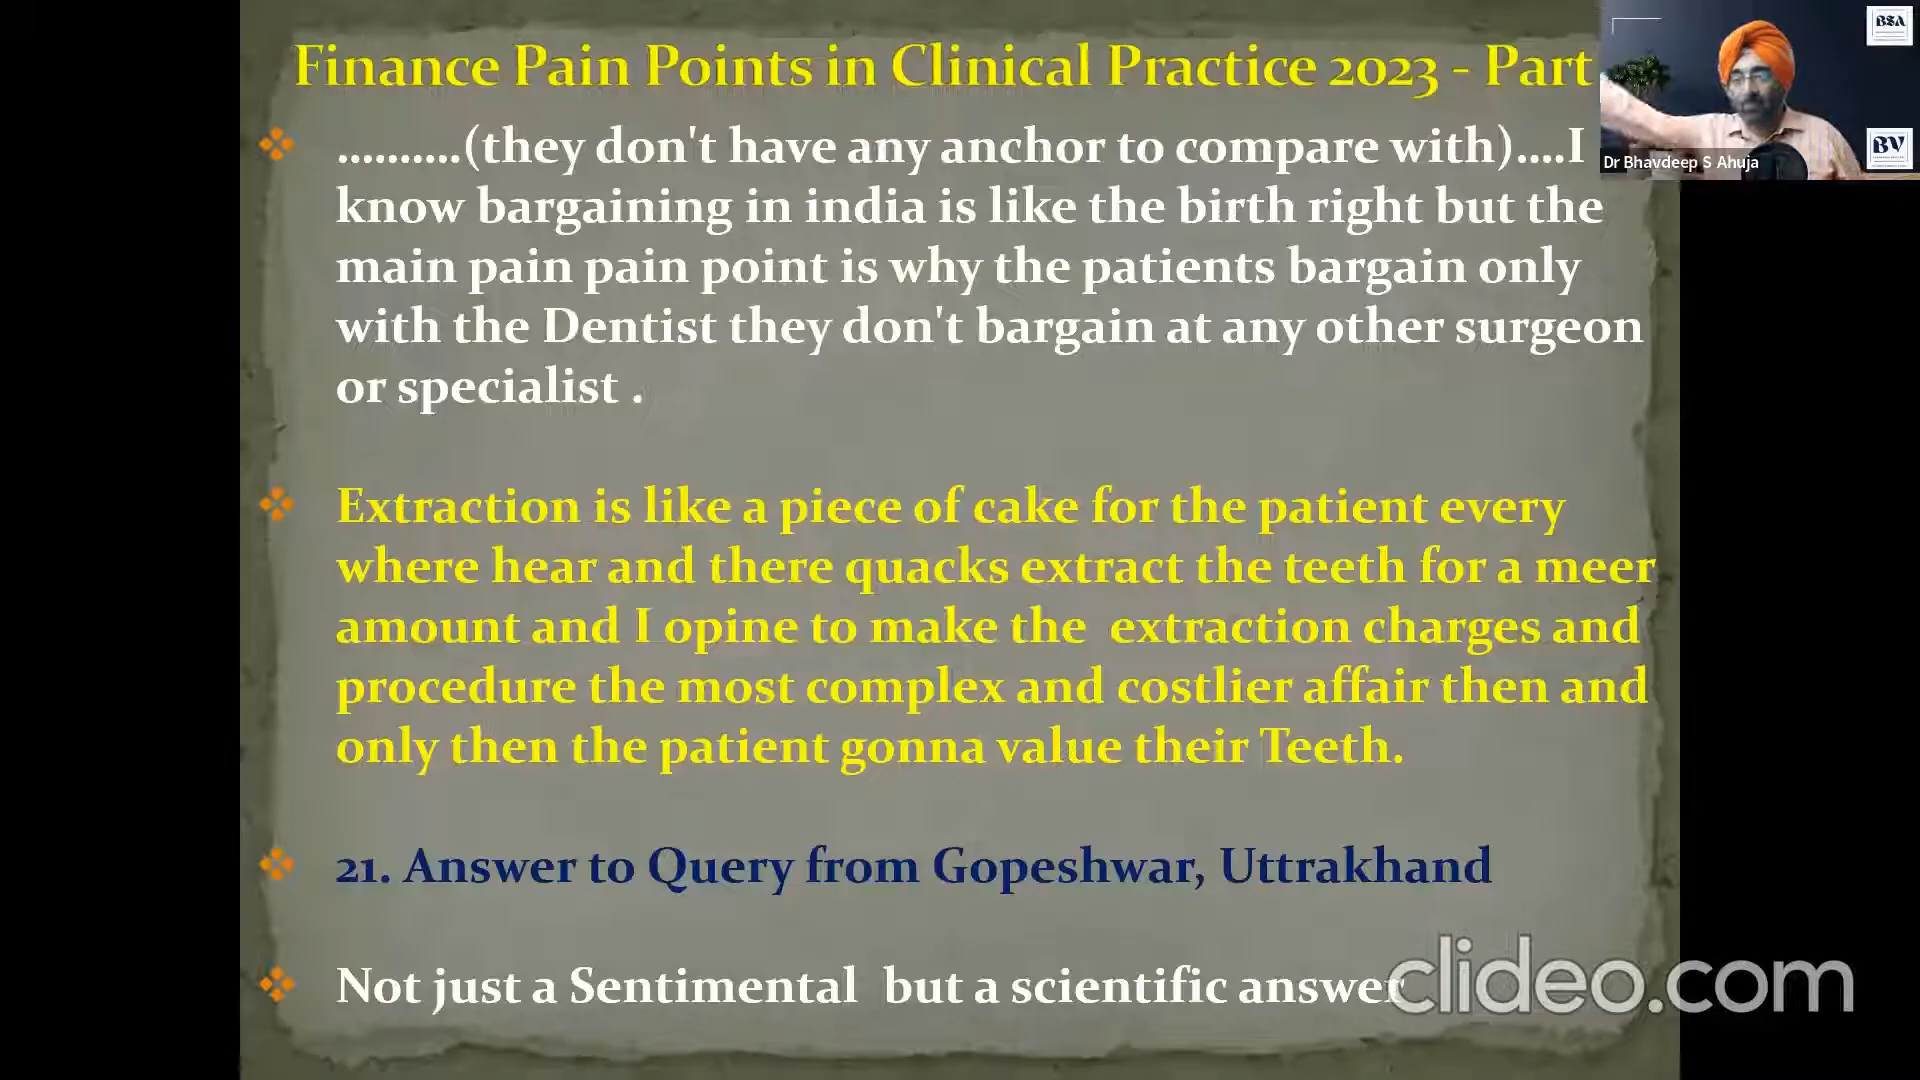 Finance Pain Points in Clinical Practice 2023 - Part
..........(they don't have any anchor to compare with)....I
know bargaining in india is like the birth right but the
main pain pain point is why the patients bargain only
with the Dentist they don't bargain at any other surgeon
or specialist .
Extraction is like a piece of cake for the patient every
where hear and there quacks extract the teeth for a meer
amount and I opine to make the  extraction charges and
procedure the most complex and costlier affair then and
only then the patient gonna value their Teeth.
21. Answer to Query from Gopeshwar, Uttrakhand
Not just a Sentimental  but a scientific answer
BSA
BV
Dr Bhavdeep S Ahuja
clideo.com